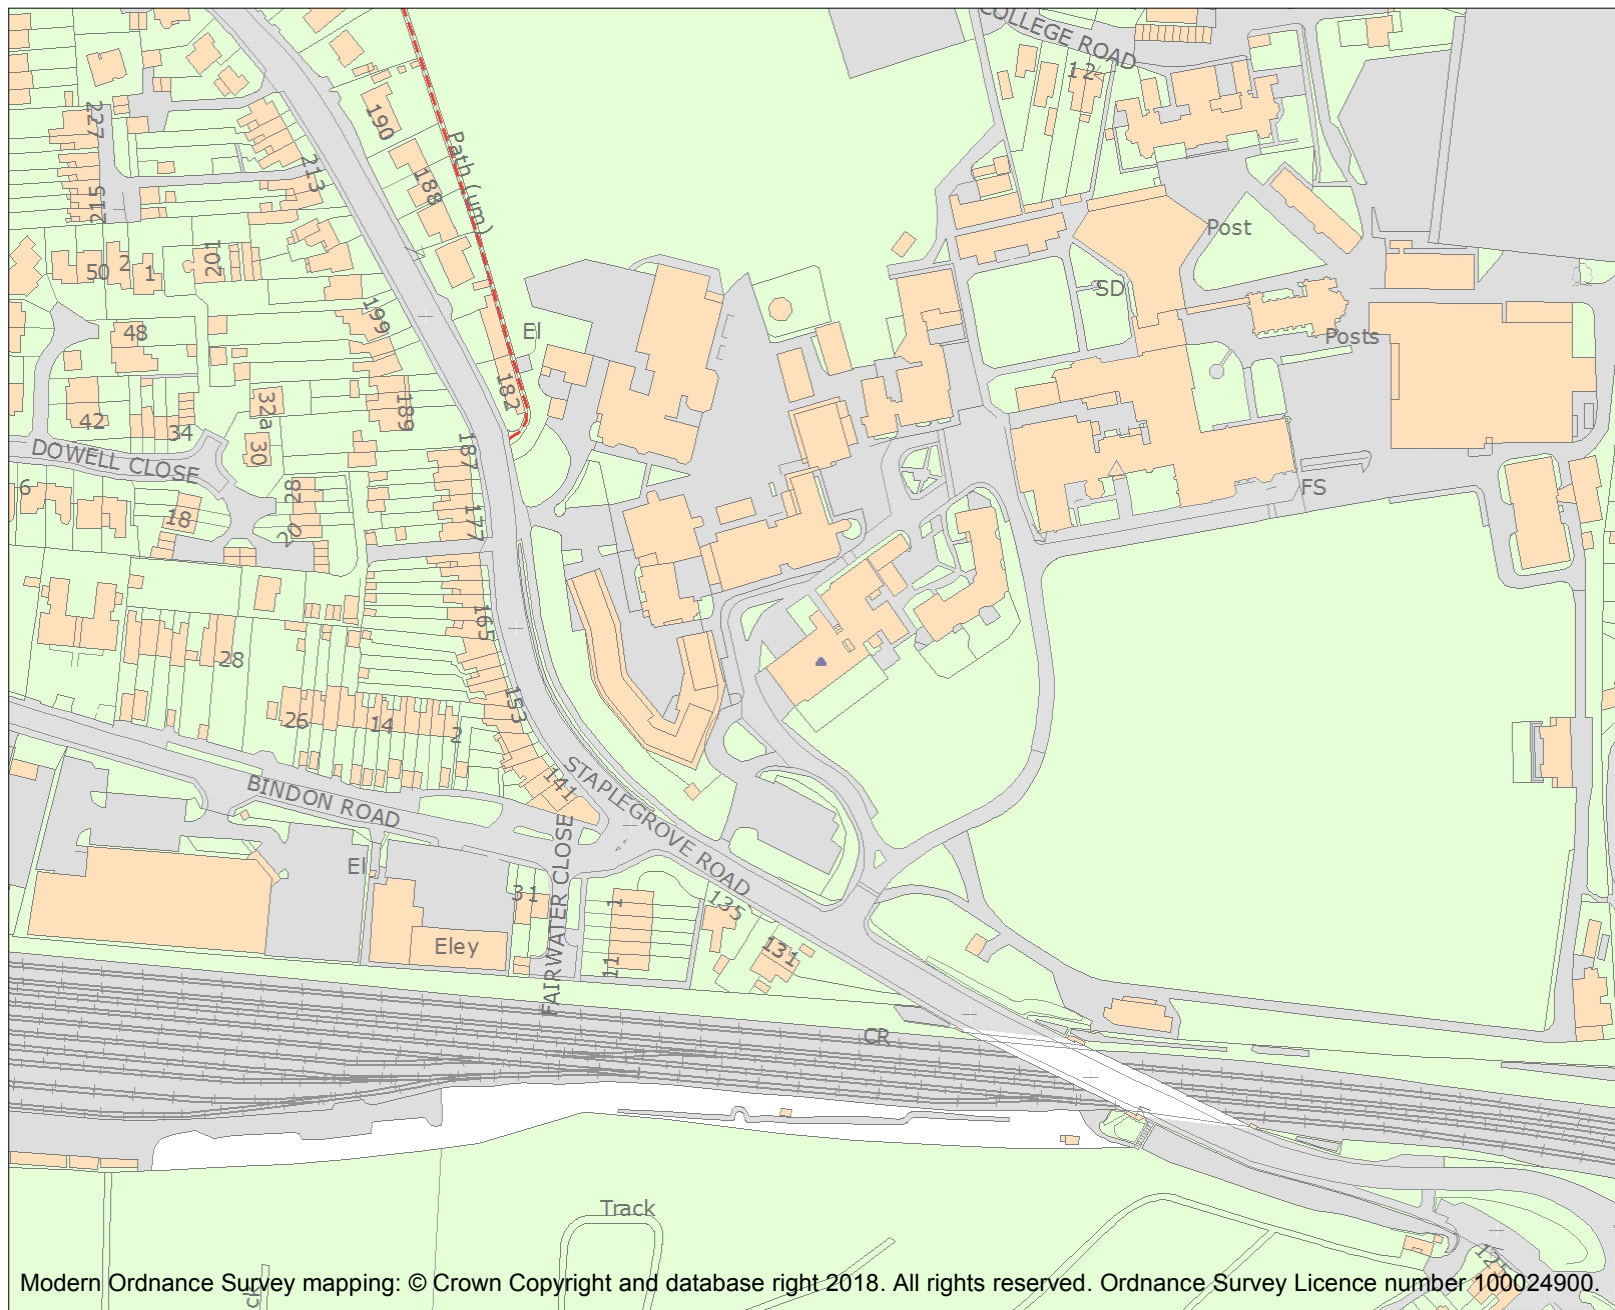 COLLEGE ROAD
12
190
227
Path (um)
213
188
215
Post
201
50
2
1
SD
199
48
El
Posts
182
32a
189
42
34
30
187
DOWELL CLOSE
6
28
FS
18
20
177
165
28
153
26
14
2
STAPLEGROVE ROAD
141
BINDON ROAD
FAIRWATER CLOSE
El
31
1
135
Eley
131
11
CR
Track
Modern Ordnance Survey mapping: © Crown Copyright and database right 2018. All rights reserved. Ordnance Survey Licence number 100024900.